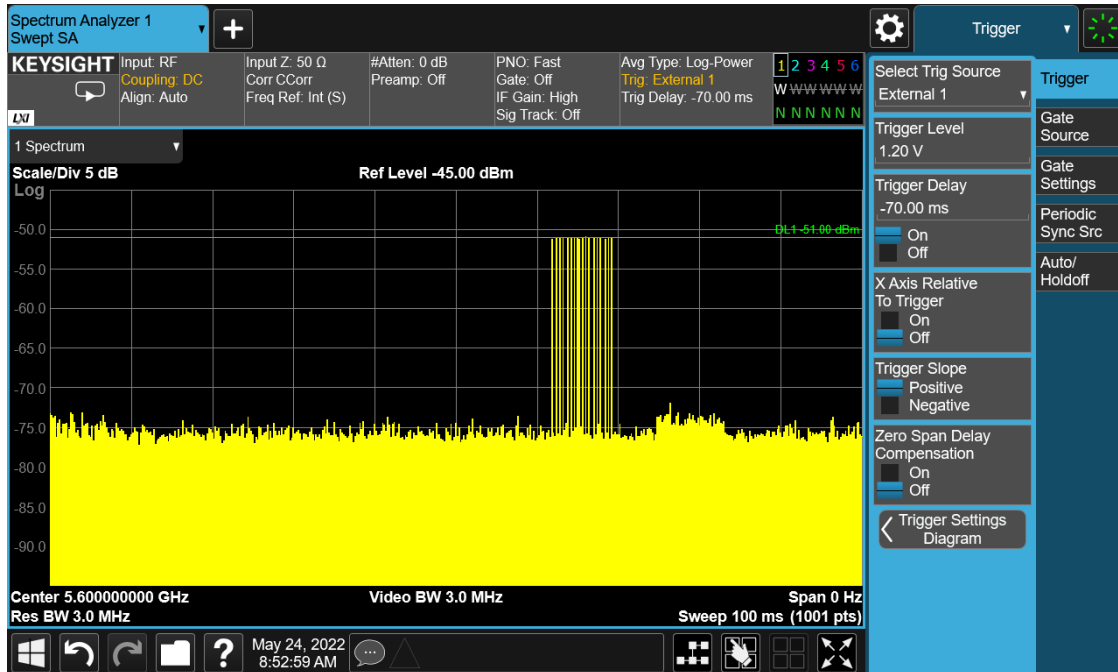 Spectrum Analyzer 1
Swept SA
Trigger
KEYSIGHT
LXI
Input: RF
Coupling: DC
Align: Auto
Input Z: 50 Ω
Corr CCorr
Freq Ref: Int (S)
#Atten: 0 dB
Preamp: Off
PNO: Fast
Gate: Off
IF Gain: High
Sig Track: Off
Avg Type: Log-Power
Trig: External 1
Trig Delay: -70.00 ms
1 2 3 4 5 6
W W W W W W
N N N N N N
1 Spectrum
Scale/Div 5 dB
Ref Level -45.00 dBm
Log
DL1 -51.00 dBm
-50.0
-55.0
-60.0
-65.0
-70.0
-75.0
-80.0
-85.0
-90.0
Center 5.600000000 GHz
Video BW 3.0 MHz
Span 0 Hz
Res BW 3.0 MHz
Sweep 100 ms (1001 pts)
Select Trig Source
External 1
Trigger Level
1.20 V
Trigger Delay
-70.00 ms
On
Off
X Axis Relative
To Trigger
On
Off
Trigger Slope
Positive
Negative
Zero Span Delay
Compensation
On
Off
Trigger Settings
Diagram
Trigger
Gate
Source
Gate
Settings
Periodic
Sync Src
Auto/
Holdoff
?
May 24, 2022
8:52:59 AM